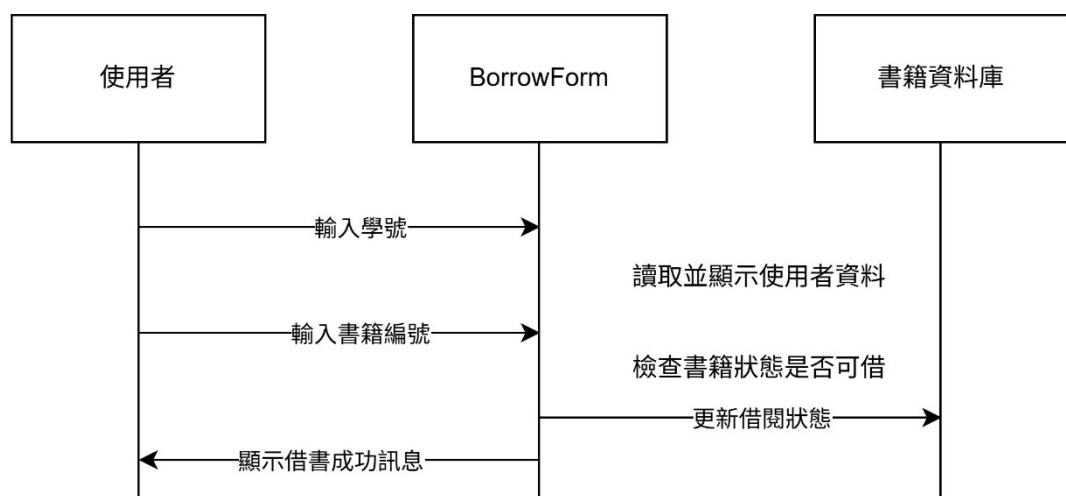 使用者
BorrowForm
書籍資料庫
輸入學號
讀取並顯示使用者資料
輸入書籍編號
檢查書籍狀態是否可借
更新借閱狀態
顯示借書成功訊息